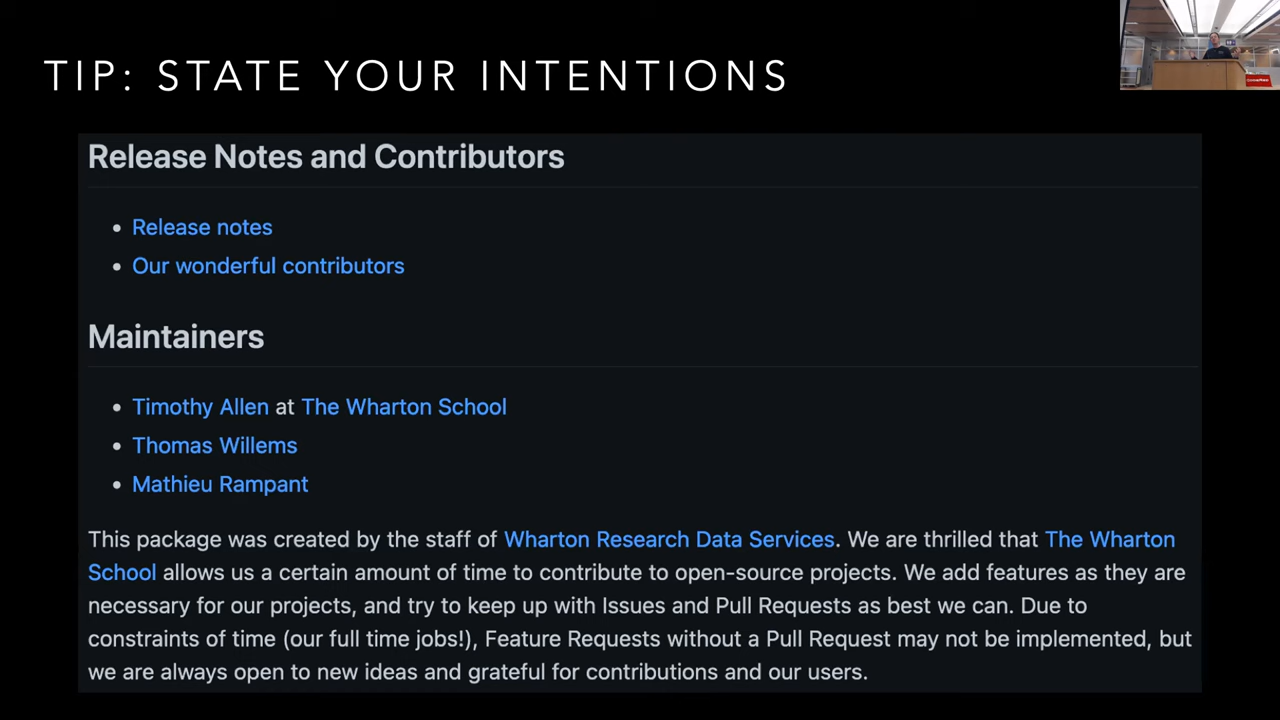 TIP: STATE YOUR INTENTIONS
Release Notes and Contributors
Release notes
Our wonderful contributors
Maintainers
Timothy Allen at The Wharton School
Thomas Willems
Mathieu Rampant
This package was created by the staff of Wharton Research Data Services. We are thrilled that The Wharton
School allows us a certain amount of time to contribute to open-source projects. We add features as they are
necessary for our projects, and try to keep up with Issues and Pull Requests as best we can. Due to
constraints of time (our full time jobs!), Feature Requests without a Pull Request may not be implemented, but
we are always open to new ideas and grateful for contributions and our users.